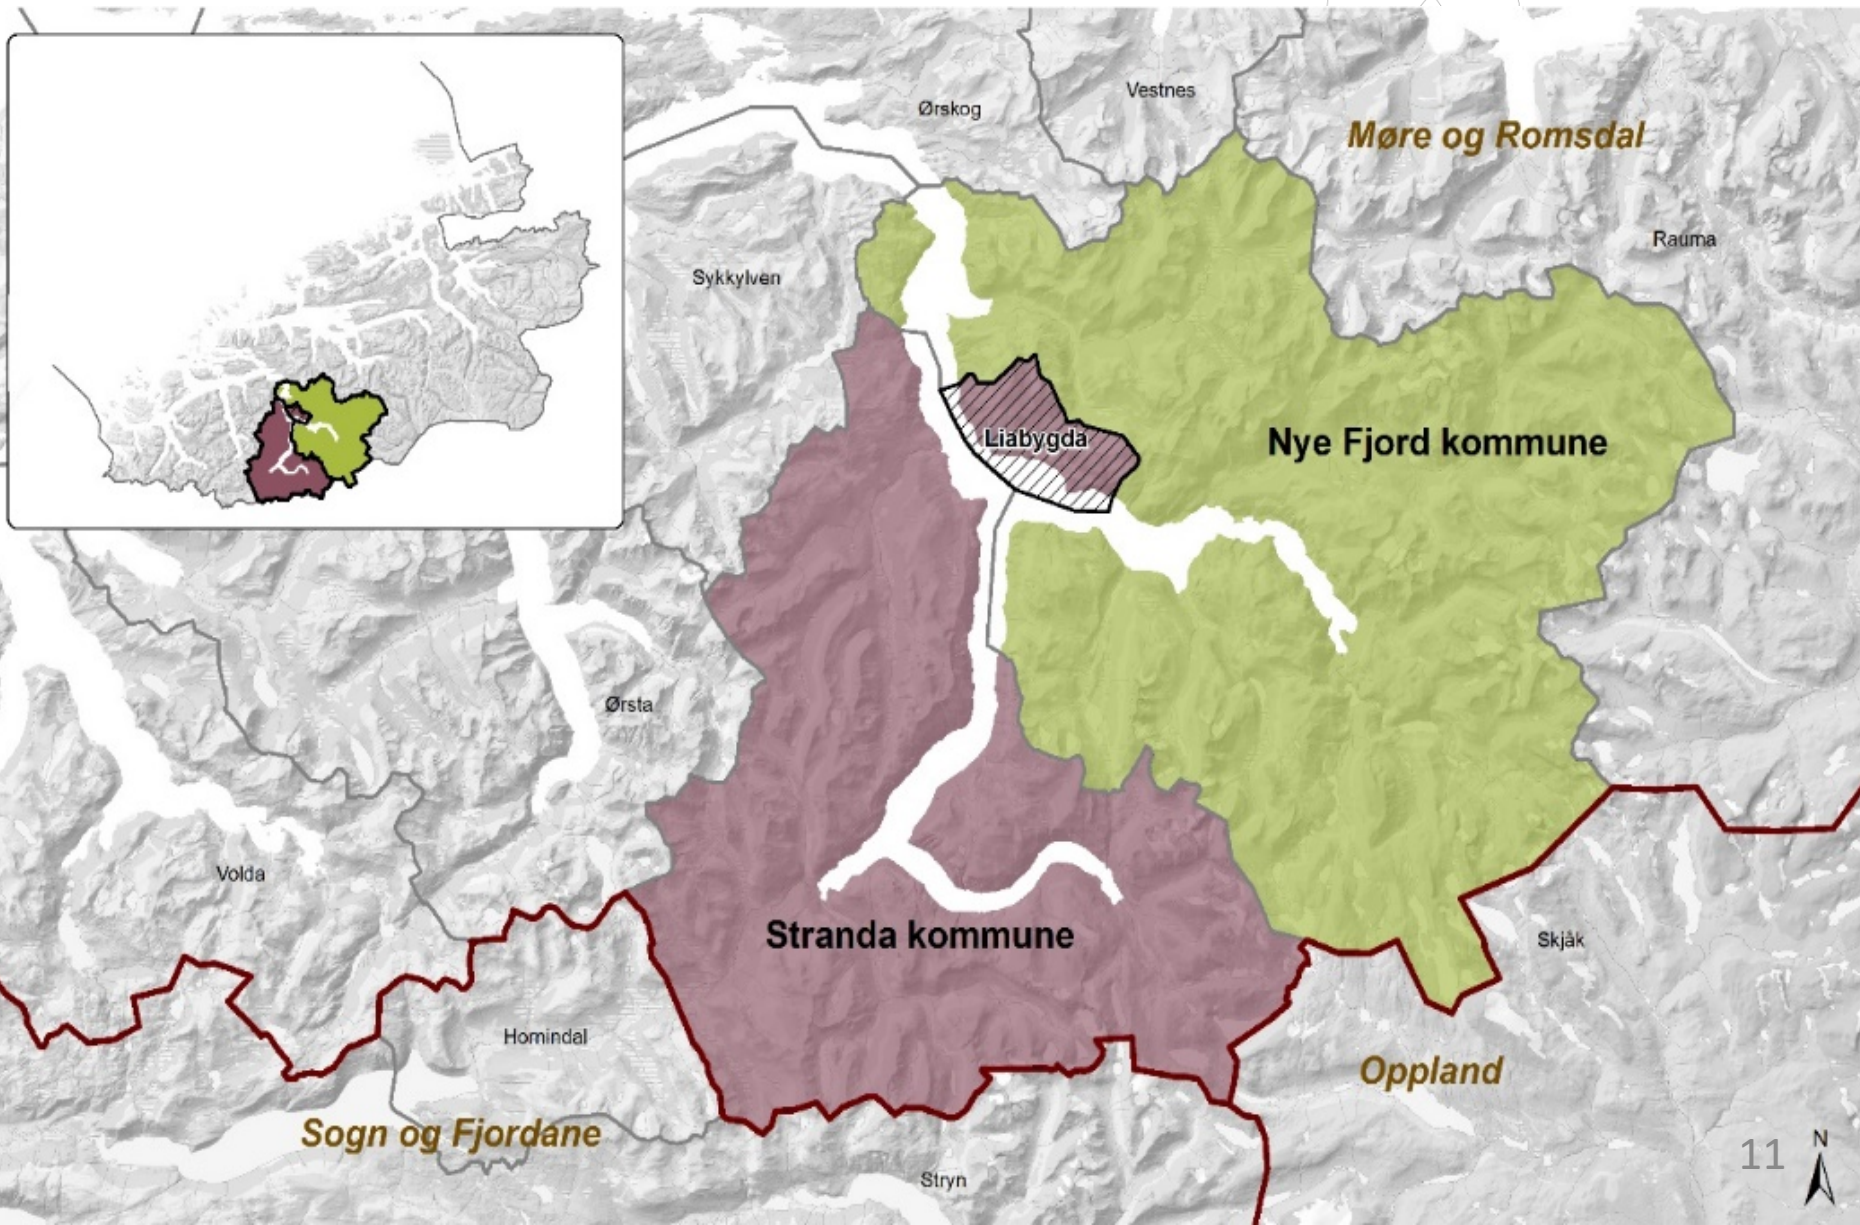 Vestnes
Ørskog
Møre og Romsdal
Rauma
Sykkylven
Liabygda
Nye Fjord kommune
Ørsta
Volda
Stranda kommune
Skjåk
Hornindal
Oppland
Sogn og Fjordane
N
11
Stryn